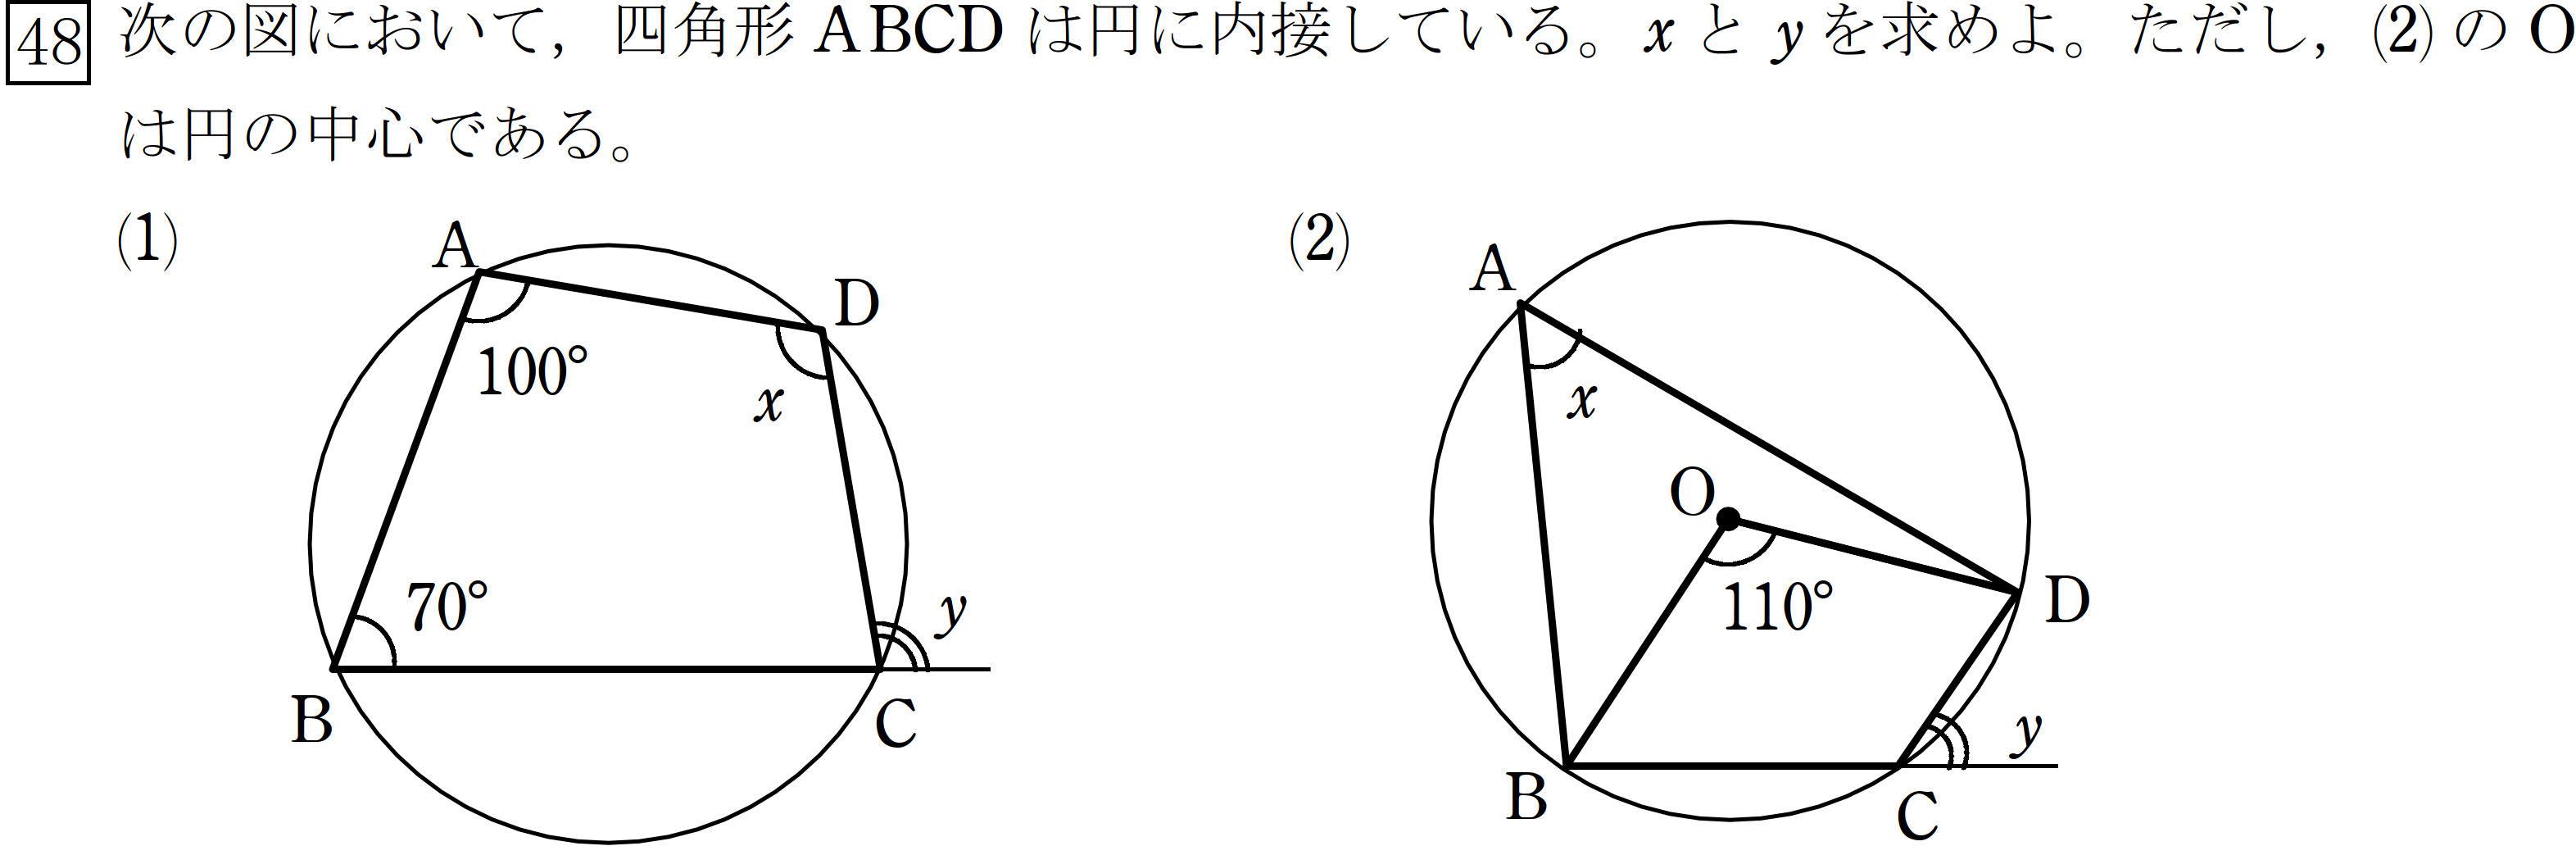 48 次の図において，四角形 ABCD は円に内接している。x と y を求めよ。ただし，(2) の O
は円の中心である。
(1)
A
D
100°
x
70°
y
B
C
(2)
A
x
O
110°
D
y
B
C